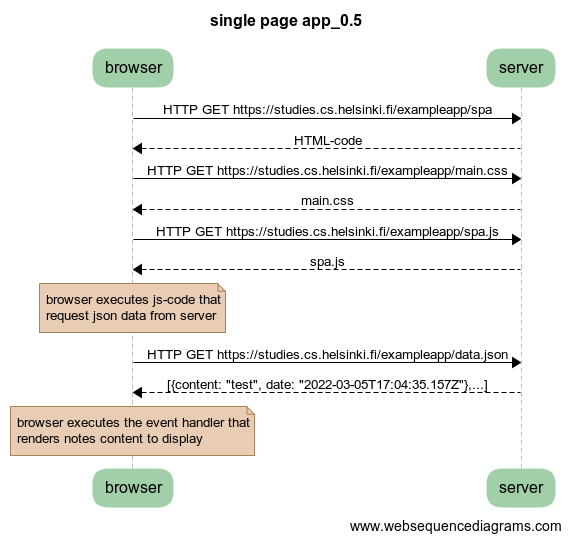 single page app_0.5
browser
server
HTTP GET https://studies.cs.helsinki.fi/exampleapp/spa
HTML-code
HTTP GET https://studies.cs.helsinki.fi/exampleapp/main.css
main.css
HTTP GET https://studies.cs.helsinki.fi/exampleapp/spa.js
spa.js
browser executes js-code that
request json data from server
HTTP GET https://studies.cs.helsinki.fi/exampleapp/data.json
[{content: "test", date: "2022-03-05T17:04:35.157Z"},...]
browser executes the event handler that
renders notes content to display
browser
server
www.websequencediagrams.com